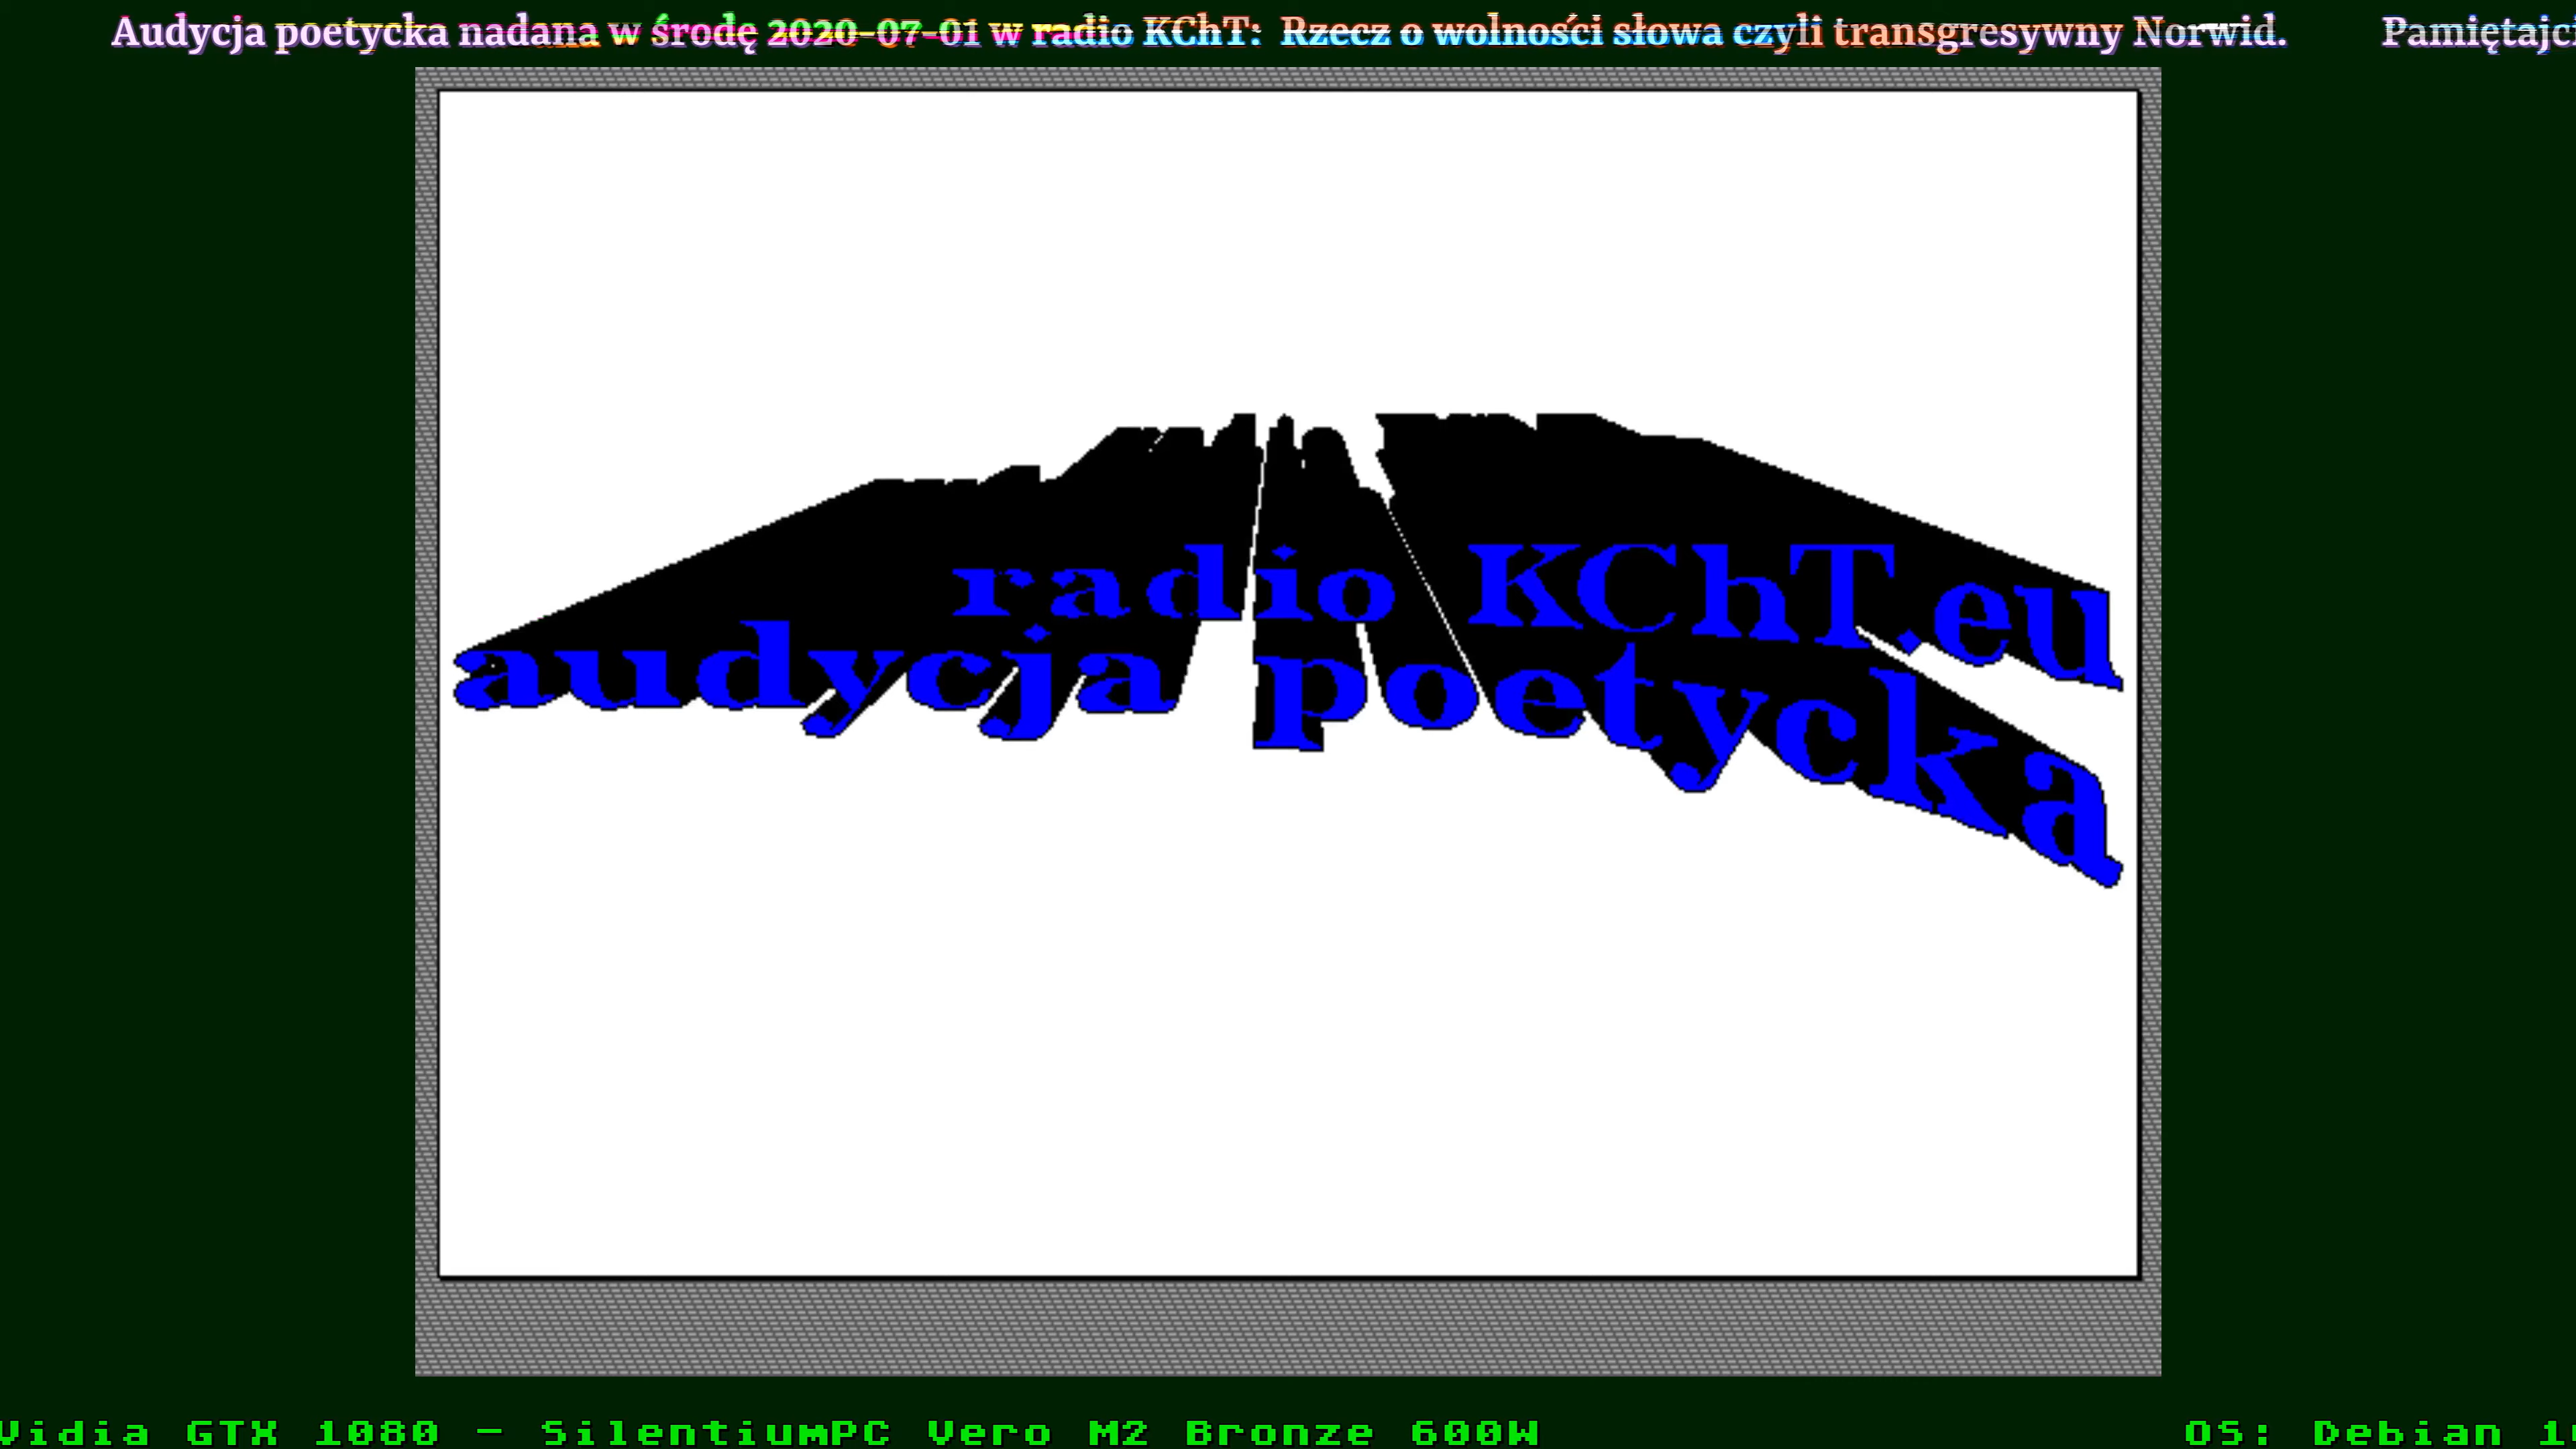 Audycja poetycka nadana w środę 2020-07-01 w radio KChT: Rzecz o wolności słowa czyli transgresywny Norwid.
radio KChT.eu
audycja poetycka
GTX 1080 - SilentiumPC Vero M2 Bronze 600W OS: Debian